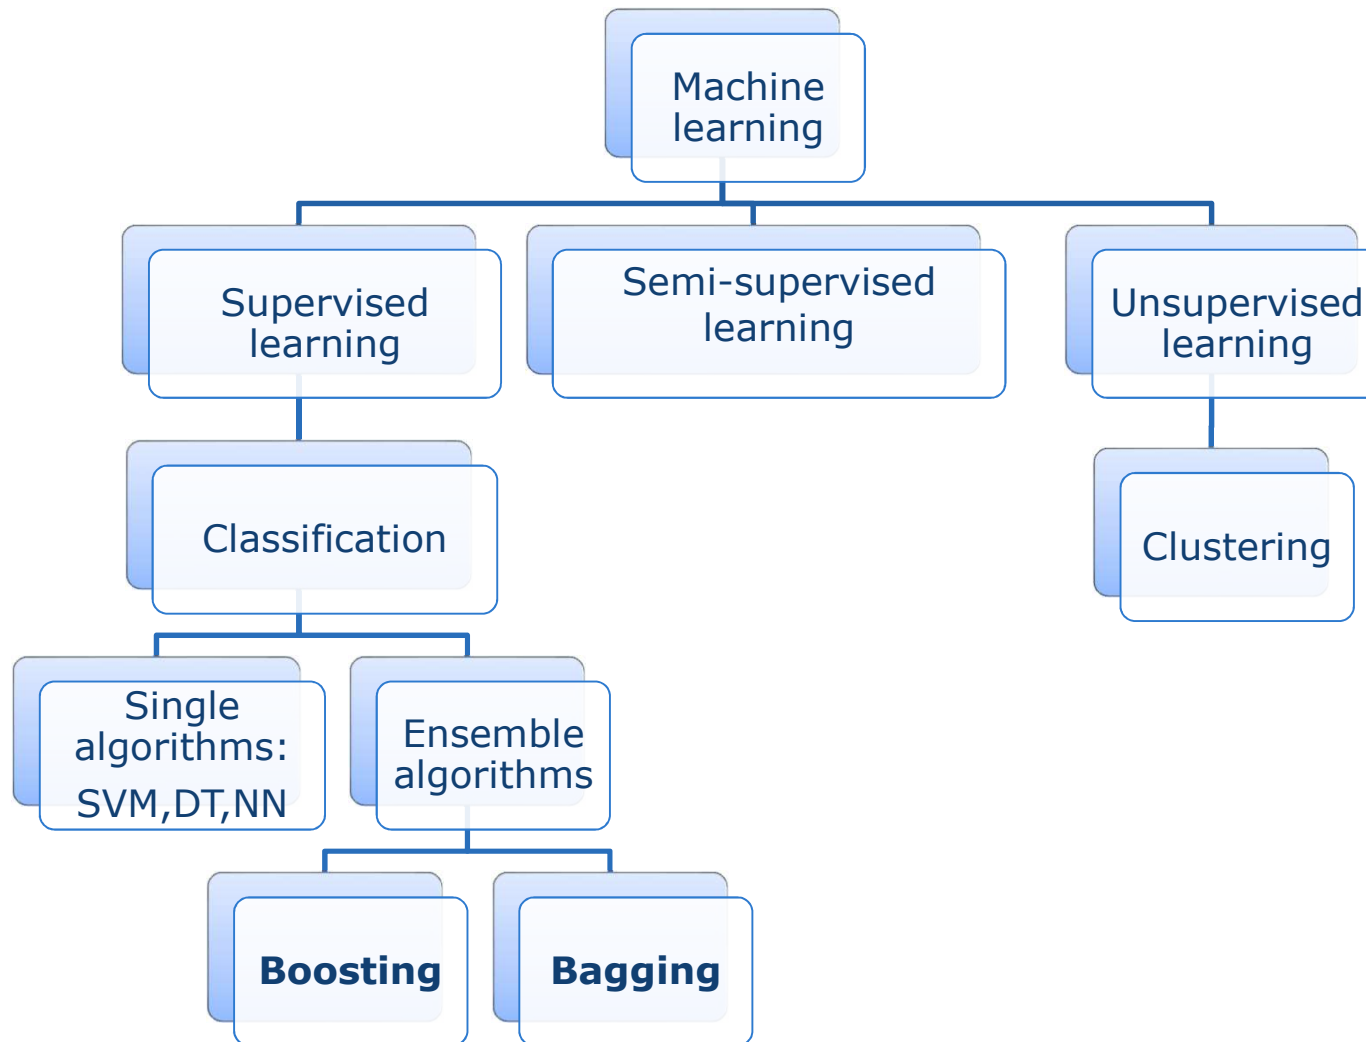 Machine
learning
Supervised
learning
Semi-supervised
learning
Unsupervised
learning
Classification
Clustering
Single
algorithms:
SVM,DT,NN
Ensemble
algorithms
Boosting
Bagging